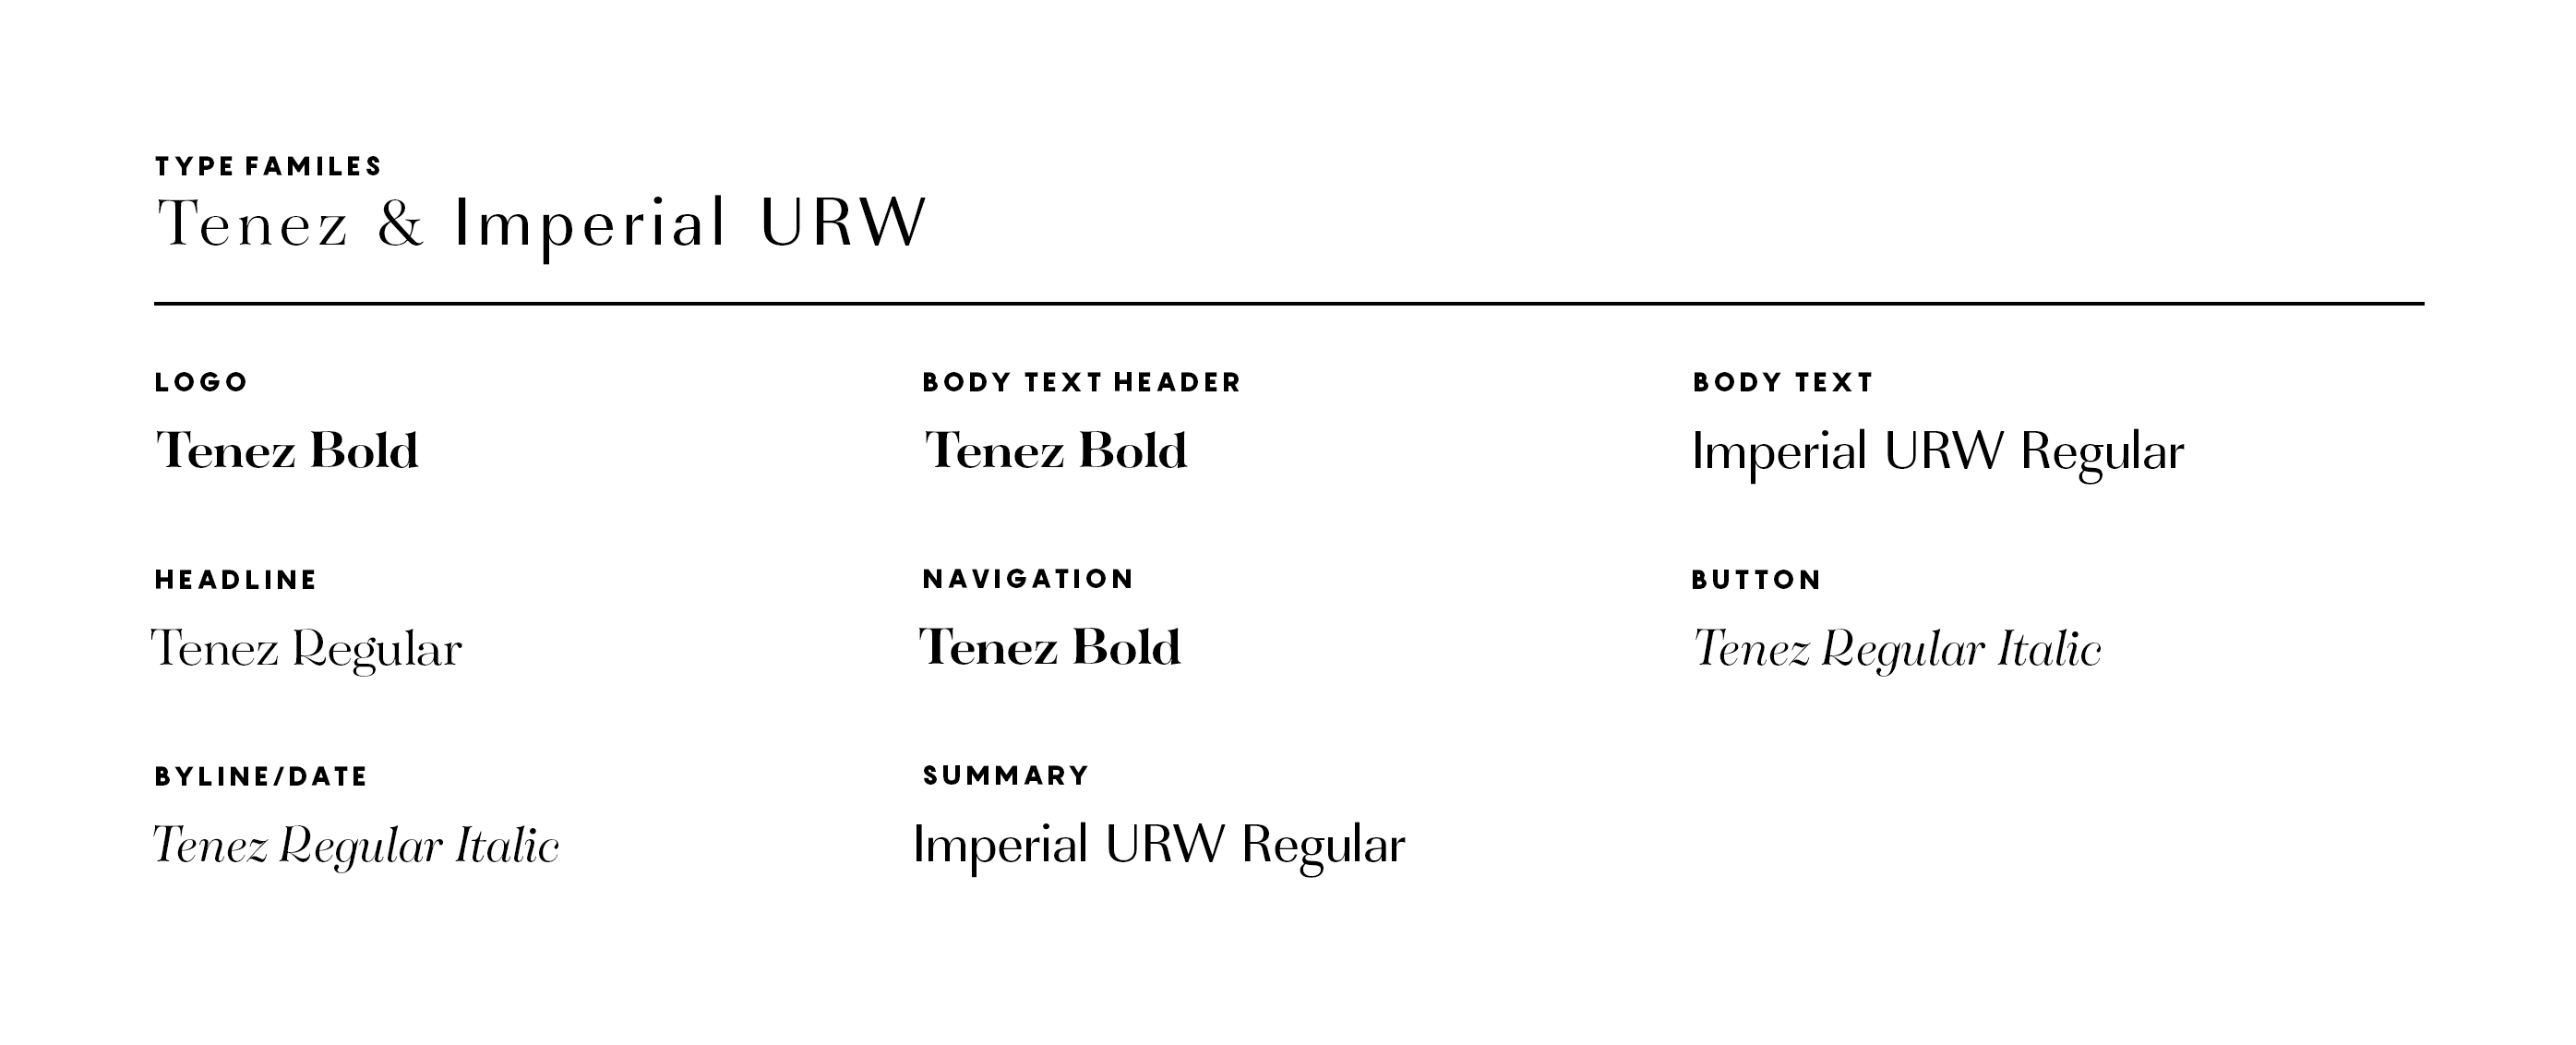 TYPE FAMILES
Tenez & Imperial URW
LOGO
Tenez Bold
BODY TEXT HEADER
Tenez Bold
BODY TEXT
Imperial URW Regular
HEADLINE
Tenez Regular
NAVIGATION
Tenez Bold
BUTTON
Tenez Regular Italic
BYLINE/DATE
Tenez Regular Italic
SUMMARY
Imperial URW Regular